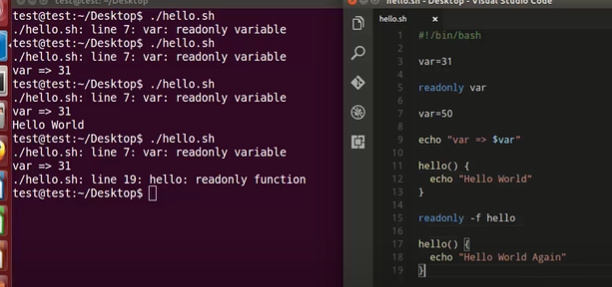 test@test: ~/Desktop
test@test:~/Desktop$ ./hello.sh
./hello.sh: line 7: var: readonly variable
test@test:~/Desktop$ ./hello.sh
./hello.sh: line 7: var: readonly variable
var => 31
test@test:~/Desktop$ ./hello.sh
./hello.sh: line 7: var: readonly variable
var => 31
Hello World
test@test:~/Desktop$ ./hello.sh
./hello.sh: line 7: var: readonly variable
var => 31
./hello.sh: line 19: hello: readonly function
test@test:~/Desktop$
hello.sh - Desktop - Visual Studio Code
hello.sh ×
1 #!/bin/bash
2
3 var=31
4
5 readonly var
6
7 var=50
8
9 echo "var => $var"
10
11 hello() {
12 echo "Hello World"
13 }
14
15 readonly -f hello
16
17 hello() {
18 echo "Hello World Again"
19 }